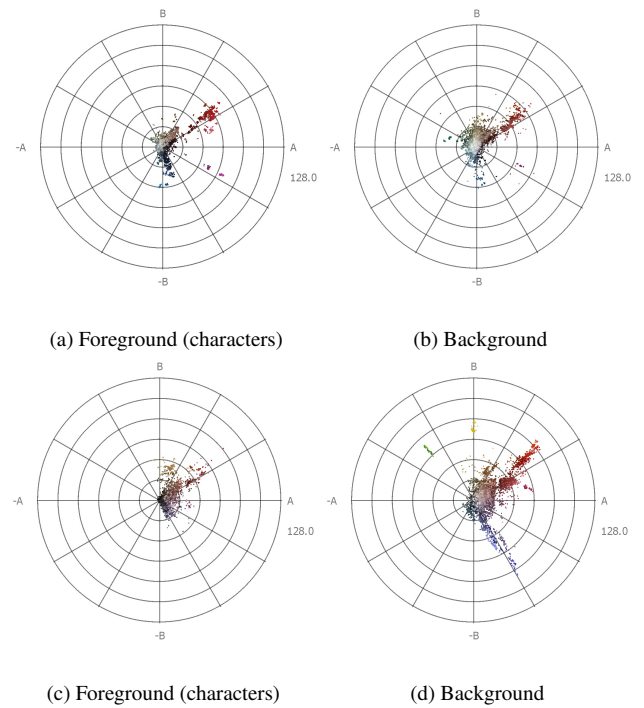 B B
-A A -A A
128.0 128.0
-B -B
(a) Foreground (characters) (b) Background
B B
-A A -A A
128.0 128.0
-B -B
(c) Foreground (characters) (d) Background